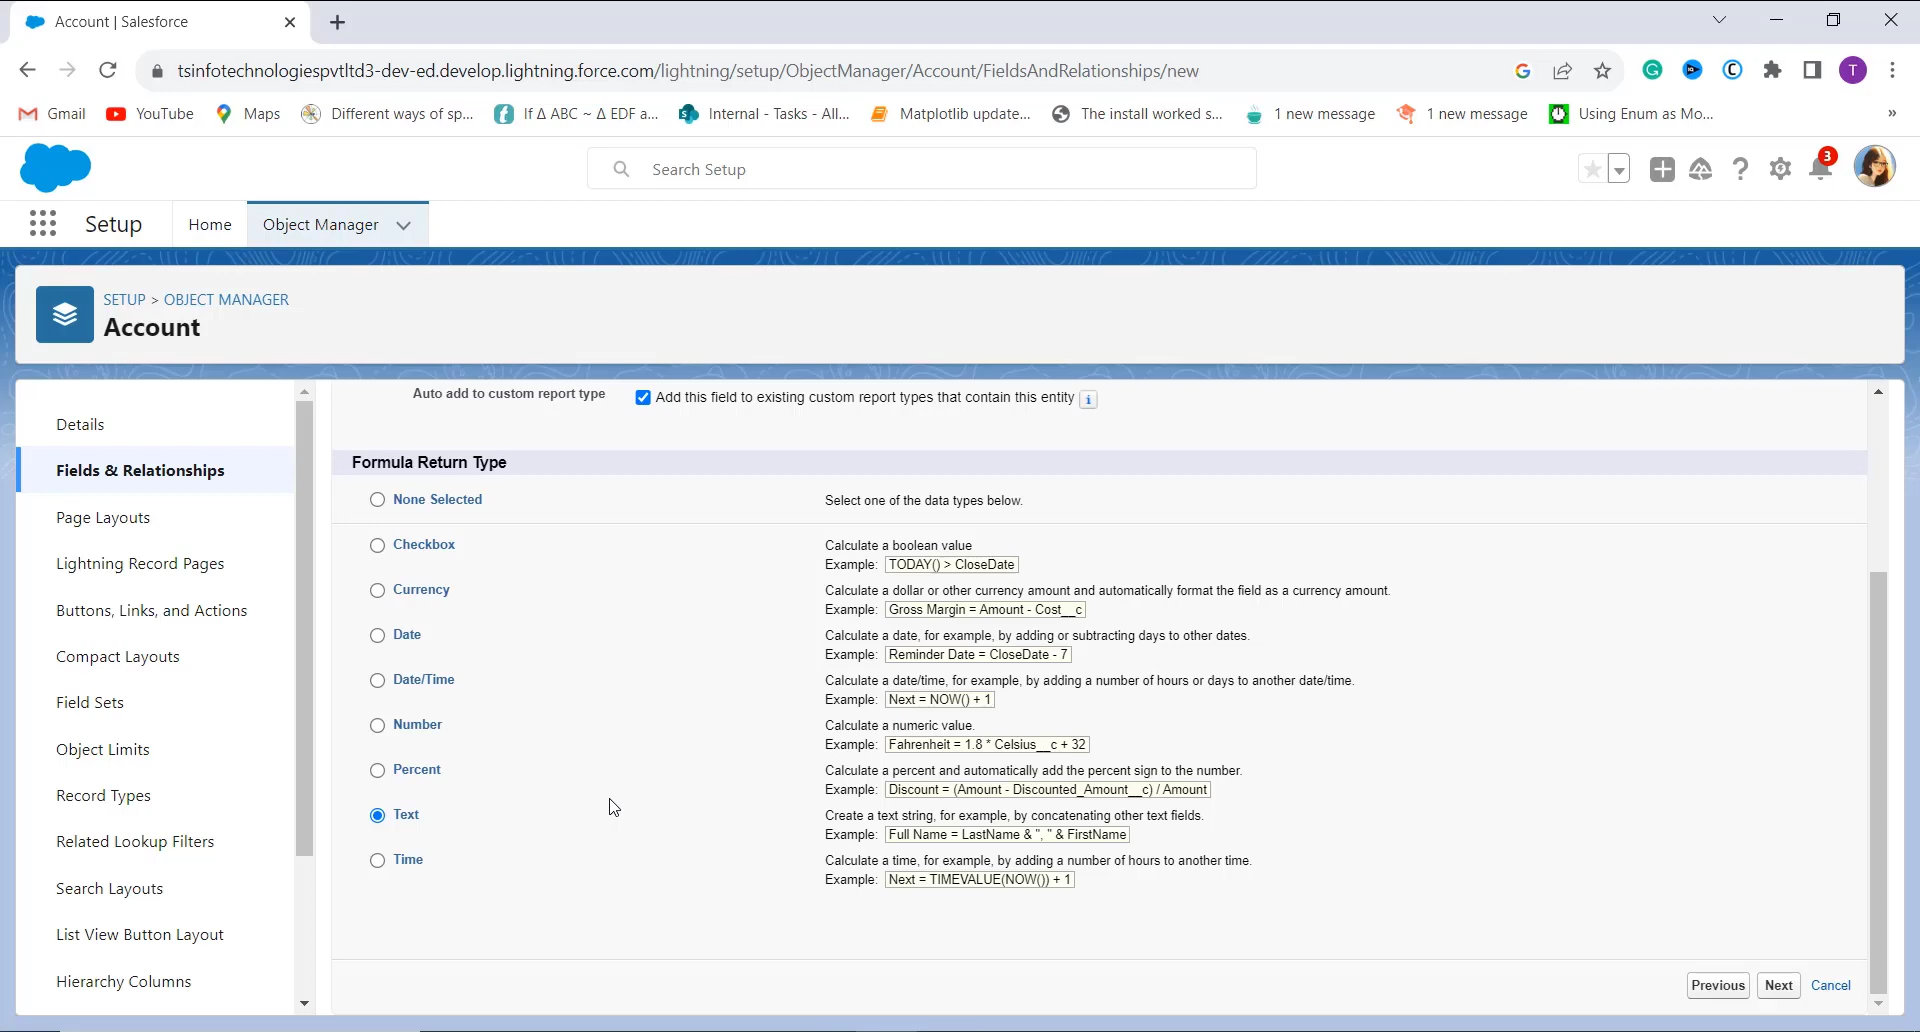 Account | Salesforce
tsinfotechnologiespvtltd3-dev-ed.develop.lightning.force.com/lightning/setup/ObjectManager/Account/FieldsAndRelationships/new
T
Gmail
YouTube
Maps
Different ways of sp...
If Δ ABC ~ Δ EDF a...
Internal - Tasks - All...
Matplotlib update...
The install worked s...
1 new message
1 new message
Using Enum as Mo...
»
Search Setup
3
Setup
Home
Object Manager
SETUP > OBJECT MANAGER
Account
Details
Fields & Relationships
Page Layouts
Lightning Record Pages
Buttons, Links, and Actions
Compact Layouts
Field Sets
Object Limits
Record Types
Related Lookup Filters
Search Layouts
List View Button Layout
Hierarchy Columns
Auto add to custom report type
Add this field to existing custom report types that contain this entity i
Formula Return Type
None Selected
Select one of the data types below.
Checkbox
Calculate a boolean value
Example: TODAY() > CloseDate
Currency
Calculate a dollar or other currency amount and automatically format the field as a currency amount.
Example: Gross Margin = Amount - Cost__c
Date
Calculate a date, for example, by adding or subtracting days to other dates.
Example: Reminder Date = CloseDate - 7
Date/Time
Calculate a date/time, for example, by adding a number of hours or days to another date/time.
Example: Next = NOW() + 1
Number
Calculate a numeric value.
Example: Fahrenheit = 1.8 * Celsius__c + 32
Percent
Calculate a percent and automatically add the percent sign to the number.
Example: Discount = (Amount - Discounted_Amount__c) / Amount
Text
Create a text string, for example, by concatenating other text fields.
Example: Full Name = LastName & ", " & FirstName
Time
Calculate a time, for example, by adding a number of hours to another time.
Example: Next = TIMEVALUE(NOW()) + 1
Previous
Next
Cancel